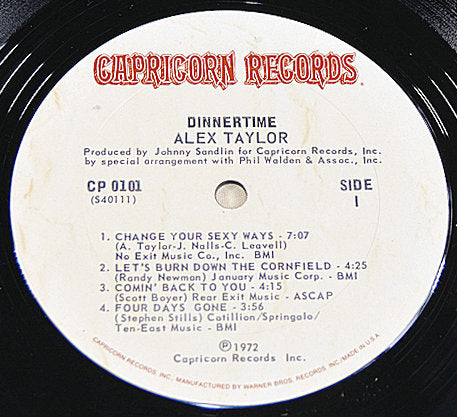 CAPRICORN RECORDS
DINNERTIME
ALEX TAYLOR
Produced by Johnny Sandlin for Capricorn Records, Inc.
by special arrangement with Phil Walden & Assoc., Inc.
CP 0101
(S40111)
SIDE
1
1. CHANGE YOUR SEXY WAYS - 7:07
(A. Taylor-J. Nalls-C. Leavell)
No Exit Music Co., Inc. BMI
2. LET'S BURN DOWN THE CORNFIELD - 4:25
(Randy Newman) January Music Corp. - BMI
3. COMIN' BACK TO YOU - 4:15
(Scott Boyer) Rear Exit Music - ASCAP
4. FOUR DAYS GONE - 3:56
(Stephen Stills) Cotillion/Springalo/
Ten-East Music - BMI
℗ 1972
Capricorn Records Inc.
CAPRICORN RECORDS, INC., MANUFACTURED BY WARNER BROS. RECORDS INC./MADE IN U.S.A.